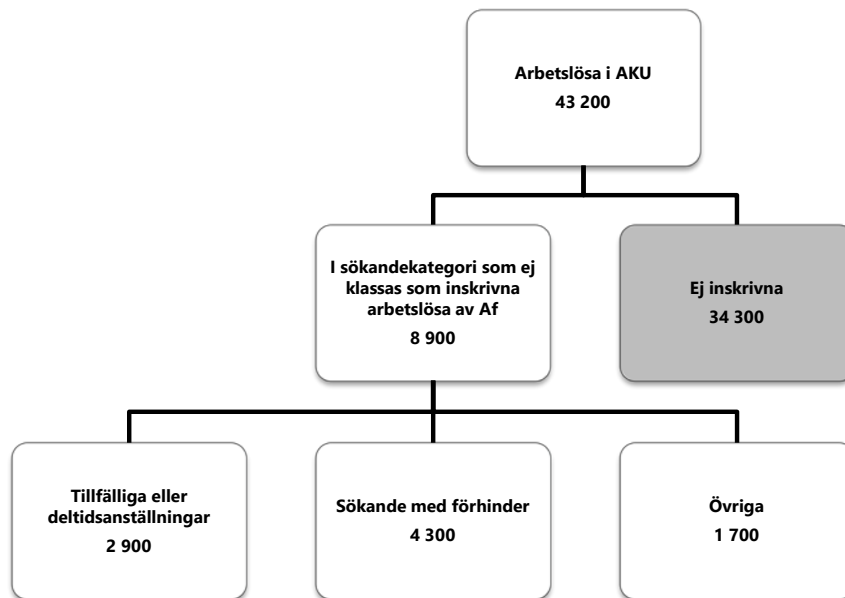 Arbetslösa i AKU
43 200
I sökandekategori som ej
klassas som inskrivna
arbetslösa av Af
8 900
Ej inskrivna
34 300
Tillfälliga eller
deltidsanställningar
2 900
Sökande med förhinder
4 300
Övriga
1 700